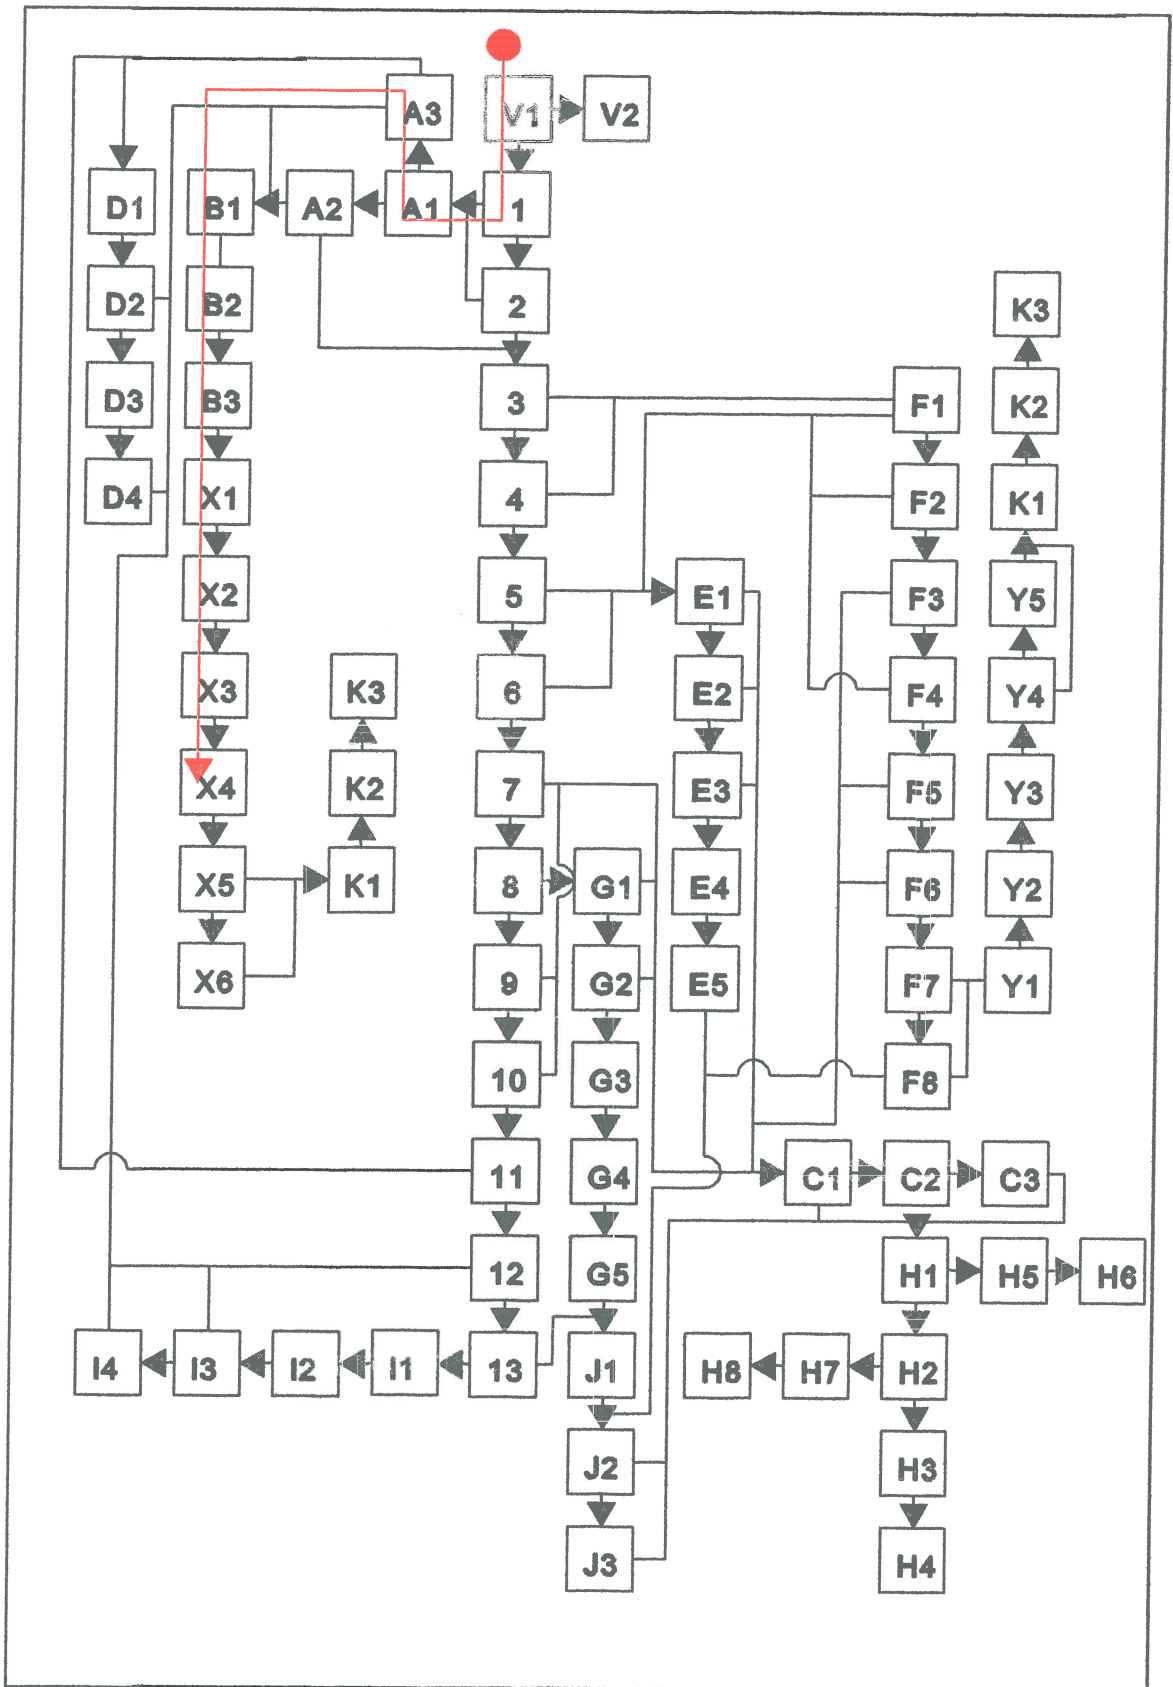 A3 V1 V2
D1 B1 A2 A1 1
D2 B2 2 K3
D3 B3 3 F1 K2
D4 X1 4 F2 K1
X2 5 E1 F3 Y5
X3 K3 6 E2 F4 Y4
X4 K2 7 E3 F5 Y3
X5 K1 8 G1 E4 F6 Y2
X6 9 G2 E5 F7 Y1
10 G3 F8
11 G4 C1 C2 C3
12 G5 H1 H5 H6
I4 I3 I2 I1 13 J1 H8 H7 H2
J2 H3
J3 H4